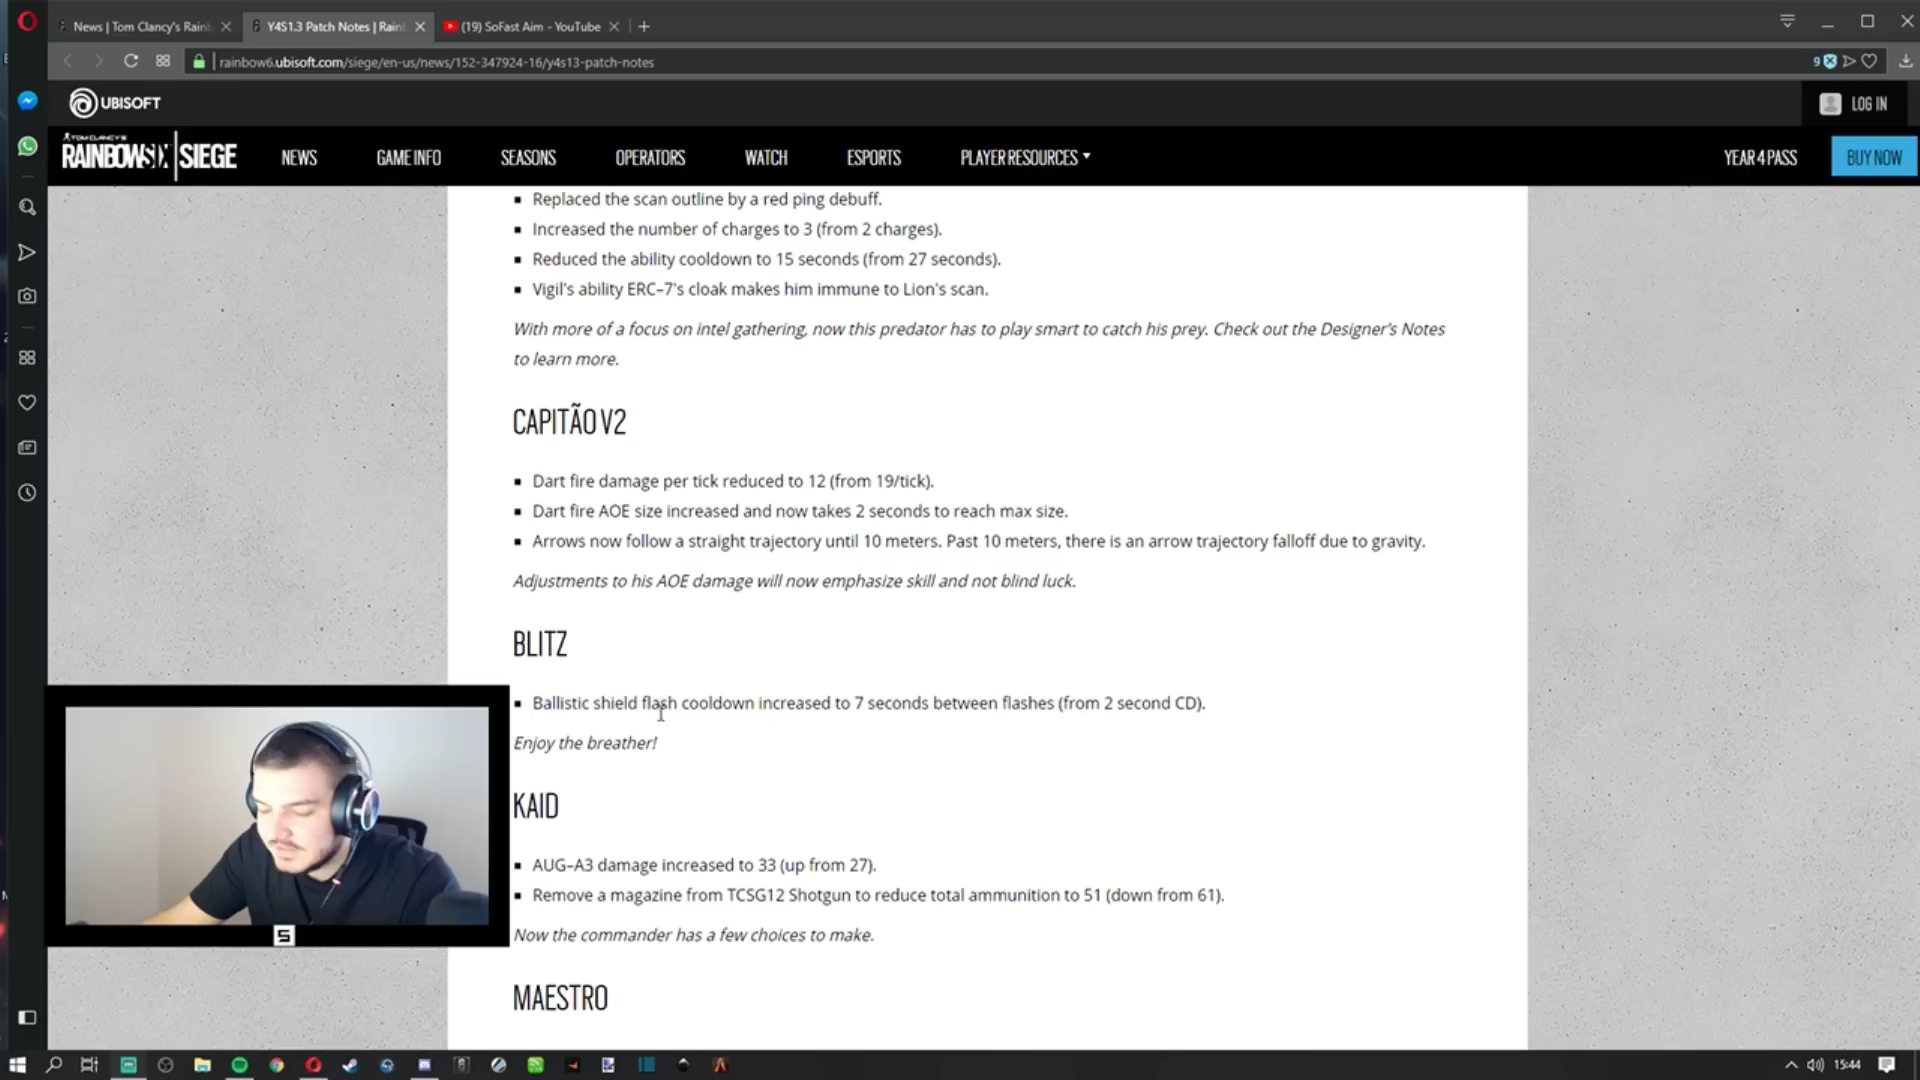 News | Tom Clancy's Rainb
Y4S1.3 Patch Notes | Rainb
(19) SoFast Aim - YouTube
rainbow6.ubisoft.com/siege/en-us/news/152-347924-16/y4s13-patch-notes
9
UBISOFT
LOG IN
TOM CLANCY'S
RAINBOW SIX | SIEGE
NEWS
GAME INFO
SEASONS
OPERATORS
WATCH
ESPORTS
PLAYER RESOURCES
YEAR 4 PASS
BUY NOW
▪ Replaced the scan outline by a red ping debuff.
▪ Increased the number of charges to 3 (from 2 charges).
▪ Reduced the ability cooldown to 15 seconds (from 27 seconds).
▪ Vigil's ability ERC–7's cloak makes him immune to Lion's scan.
With more of a focus on intel gathering, now this predator has to play smart to catch his prey. Check out the Designer's Notes
to learn more.
CAPITÃO V2
▪ Dart fire damage per tick reduced to 12 (from 19/tick).
▪ Dart fire AOE size increased and now takes 2 seconds to reach max size.
▪ Arrows now follow a straight trajectory until 10 meters. Past 10 meters, there is an arrow trajectory falloff due to gravity.
Adjustments to his AOE damage will now emphasize skill and not blind luck.
BLITZ
▪ Ballistic shield flash cooldown increased to 7 seconds between flashes (from 2 second CD).
Enjoy the breather!
KAID
▪ AUG–A3 damage increased to 33 (up from 27).
▪ Remove a magazine from TCSG12 Shotgun to reduce total ammunition to 51 (down from 61).
Now the commander has a few choices to make.
MAESTRO
S
15:44